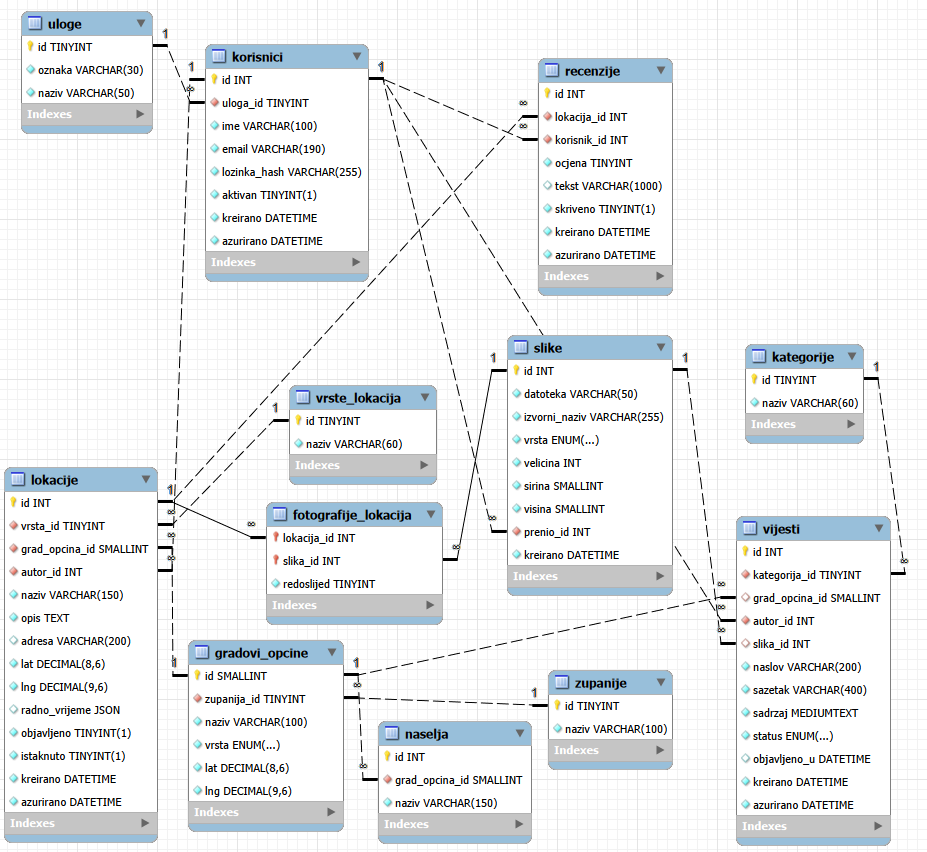 uloge
id TINYINT
oznaka VARCHAR(30)
naziv VARCHAR(50)
Indexes
korisnici
id INT
uloga_id TINYINT
ime VARCHAR(100)
email VARCHAR(190)
lozinka_hash VARCHAR(255)
aktivan TINYINT(1)
kreirano DATETIME
azurirano DATETIME
Indexes
recenzije
id INT
lokacija_id INT
korisnik_id INT
ocjena TINYINT
tekst VARCHAR(1000)
skriveno TINYINT(1)
kreirano DATETIME
azurirano DATETIME
Indexes
slike
id INT
datoteka VARCHAR(50)
izvorni_naziv VARCHAR(255)
vrsta ENUM(...)
velicina INT
sirina SMALLINT
visina SMALLINT
prenio_id INT
kreirano DATETIME
Indexes
kategorije
id TINYINT
naziv VARCHAR(60)
Indexes
vrste_lokacija
id TINYINT
naziv VARCHAR(60)
Indexes
lokacije
id INT
vrsta_id TINYINT
grad_opcina_id SMALLINT
autor_id INT
naziv VARCHAR(150)
opis TEXT
adresa VARCHAR(200)
lat DECIMAL(8,6)
lng DECIMAL(9,6)
radno_vrijeme JSON
objavljeno TINYINT(1)
istaknuto TINYINT(1)
kreirano DATETIME
azurirano DATETIME
Indexes
fotografije_lokacija
lokacija_id INT
slika_id INT
redoslijed TINYINT
Indexes
vijesti
id INT
kategorija_id TINYINT
grad_opcina_id SMALLINT
autor_id INT
slika_id INT
naslov VARCHAR(200)
sazetak VARCHAR(400)
sadrzaj MEDIUMTEXT
status ENUM(...)
objavljeno_u DATETIME
kreirano DATETIME
azurirano DATETIME
Indexes
gradovi_opcine
id SMALLINT
zupanija_id TINYINT
naziv VARCHAR(100)
vrsta ENUM(...)
lat DECIMAL(8,6)
lng DECIMAL(9,6)
Indexes
zupanije
id TINYINT
naziv VARCHAR(100)
Indexes
naselja
id INT
grad_opcina_id SMALLINT
naziv VARCHAR(150)
Indexes